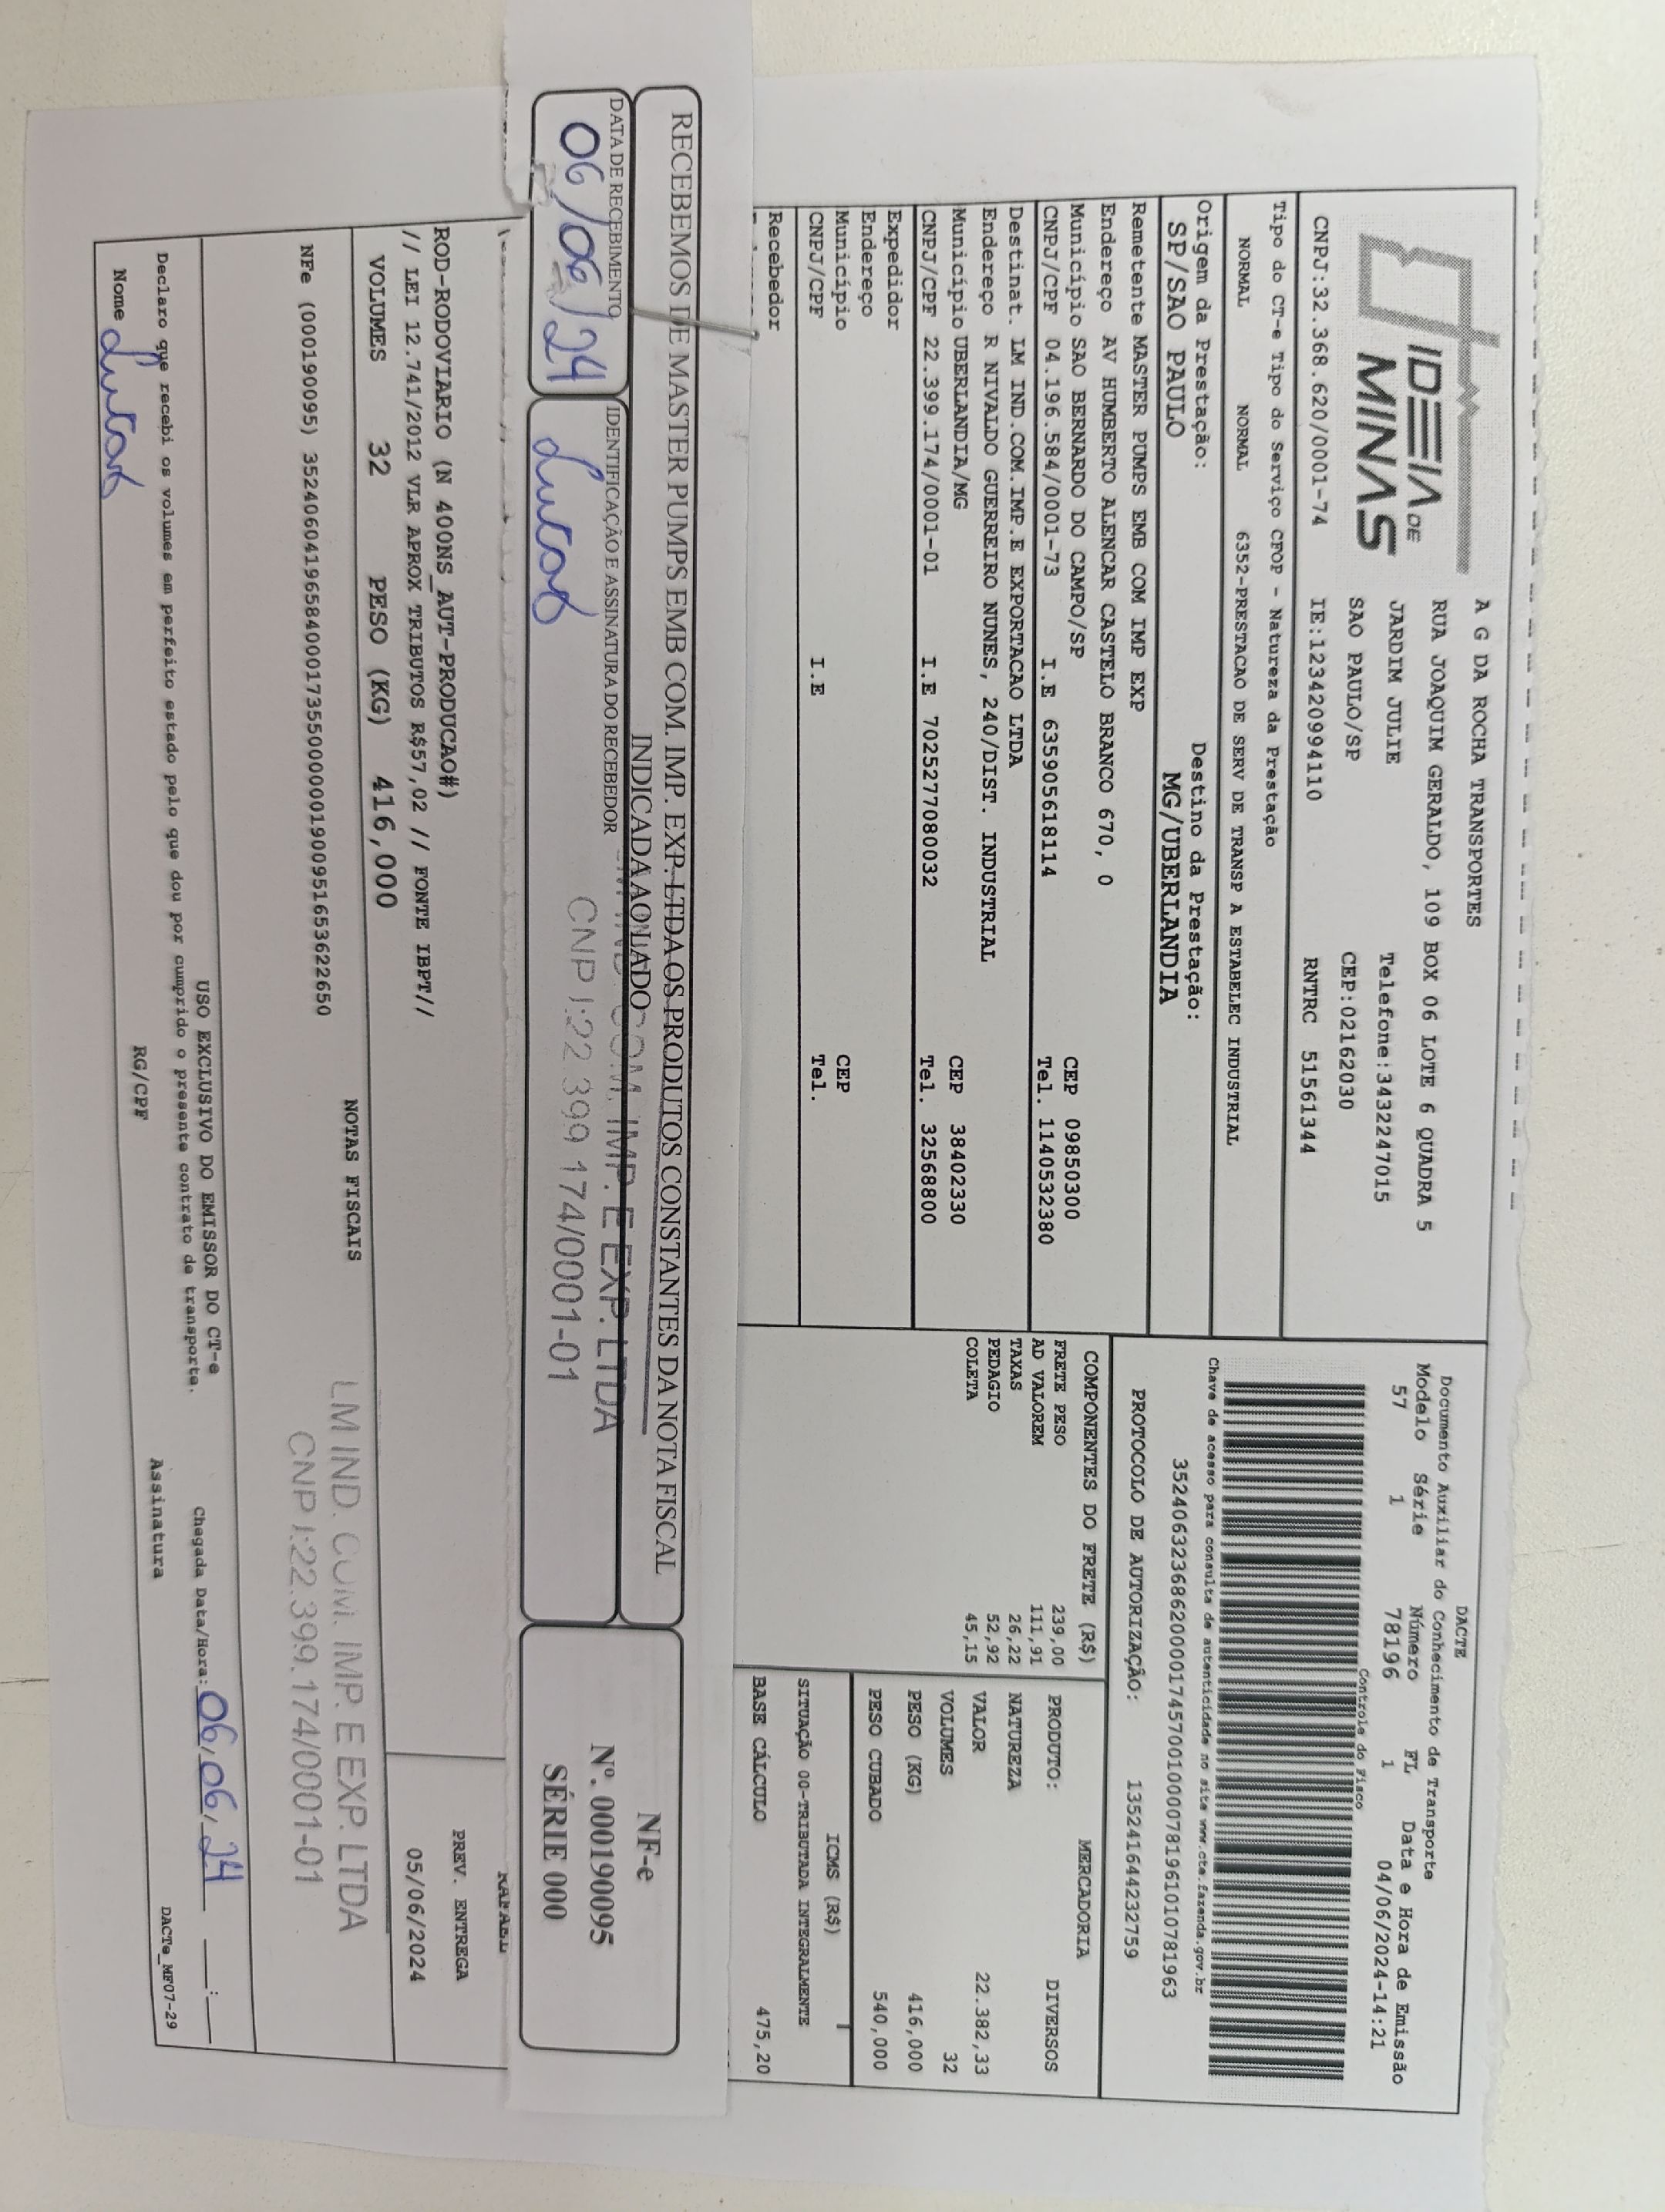 IDEIA DE
MINAS
A G DA ROCHA TRANSPORTES
RUA JOAQUIM GERALDO, 109 BOX 06 LOTE 6 QUADRA 5
JARDIM JULIE Telefone:3432247015
SAO PAULO/SP CEP:02162030
CNPJ:32.368.620/0001-74 IE:123420994110 RNTRC 51561344
DACTE
Documento Auxiliar do Conhecimento de Transporte
Modelo Série Número FL Data e Hora de Emissão
57 1 78196 1 04/06/2024-14:21
Controle do Fisco
Chave de acesso para consulta de autenticidade no site www.cte.fazenda.gov.br
35240632368620000174570010000781961010781963
PROTOCOLO DE AUTORIZAÇÃO: 135241644232759
Tipo do CT-e Tipo do Serviço CFOP - Natureza da Prestação
NORMAL NORMAL 6352-PRESTACAO DE SERV DE TRANSP A ESTABELEC INDUSTRIAL
Origem da Prestação: Destino da Prestação:
SP/SAO PAULO MG/UBERLANDIA
Remetente MASTER PUMPS EMB COM IMP EXP
Endereço AV HUMBERTO ALENCAR CASTELO BRANCO 670, 0
Município SAO BERNARDO DO CAMPO/SP CEP 09850300
CNPJ/CPF 04.196.584/0001-73 I.E 635905618114 Tel. 1140532380
Destinat. LM IND.COM.IMP.E EXPORTACAO LTDA
Endereço R NIVALDO GUERREIRO NUNES, 240/DIST. INDUSTRIAL
Município UBERLANDIA/MG CEP 38402330
CNPJ/CPF 22.399.174/0001-01 I.E 7025277080032 Tel. 32568800
Expedidor
Endereço
Município CEP
CNPJ/CPF I.E Tel.
Recebedor
COMPONENTES DO FRETE (R$)
FRETE PESO 239,00
AD VALOREM 111,91
TAXAS 26,22
PEDAGIO 52,92
COLETA 45,15
MERCADORIA
PRODUTO: DIVERSOS
NATUREZA
VALOR 22.382,33
VOLUMES 32
PESO (KG) 416,000
PESO CUBADO 540,000
ICMS (R$)
SITUAÇÃO 00-TRIBUTADA INTEGRALMENTE
BASE CÁLCULO 475,20
RECEBEMOS DE MASTER PUMPS EMB COM. IMP. EXP. LTDA OS PRODUTOS CONSTANTES DA NOTA FISCAL
INDICADA AO LADO
DATA DE RECEBIMENTO IDENTIFICAÇÃO E ASSINATURA DO RECEBEDOR
06/06/24 Lucas
COM. IMP. E EXP. LTDA
CNPJ:22.399.174/0001-01
NF-e
Nº. 000190095
SÉRIE 000
ROD-RODOVIARIO (N 400ONS_AUT-PRODUCAO#)
// LEI 12.741/2012 VLR APROX TRIBUTOS R$57,02 // FONTE IBPT//
PREV. ENTREGA
05/06/2024
VOLUMES 32 PESO (KG) 416,000
NOTAS FISCAIS
NFe (000190095) 35240604196584000173550000001900951653622650
LM IND. COM. IMP. E EXP. LTDA
CNPJ:22.399.174/0001-01
USO EXCLUSIVO DO EMISSOR DO CT-e
Declaro que recebi os volumes em perfeito estado pelo que dou por cumprido o presente contrato de transporte.
Chegada Data/Hora: 06/06/24 ___:___
Nome Lucas RG/CPF Assinatura
DACTe_MF07-29